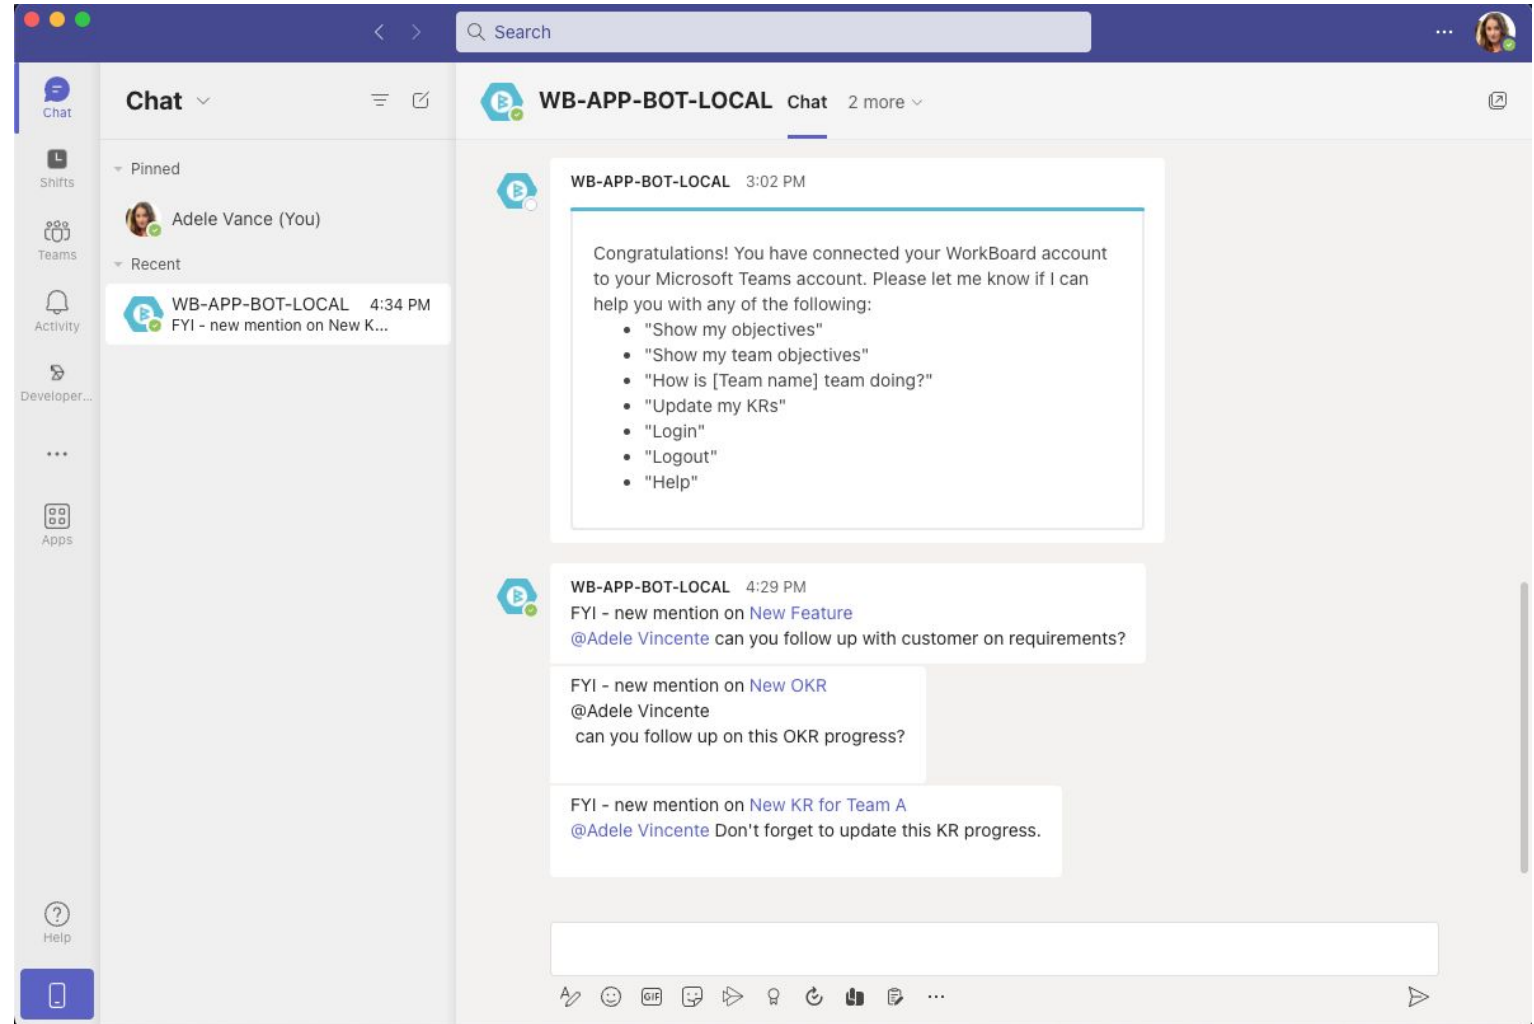 Search
Chat
Shifts
Teams
Activity
Developer...
Apps
Help
Chat
Pinned
Adele Vance (You)
Recent
WB-APP-BOT-LOCAL 4:34 PM
FYI - new mention on New K...
WB-APP-BOT-LOCAL Chat 2 more
WB-APP-BOT-LOCAL 3:02 PM
Congratulations! You have connected your WorkBoard account
to your Microsoft Teams account. Please let me know if I can
help you with any of the following:
• "Show my objectives"
• "Show my team objectives"
• "How is [Team name] team doing?"
• "Update my KRs"
• "Login"
• "Logout"
• "Help"
WB-APP-BOT-LOCAL 4:29 PM
FYI - new mention on New Feature
@Adele Vincente can you follow up with customer on requirements?
FYI - new mention on New OKR
@Adele Vincente
can you follow up on this OKR progress?
FYI - new mention on New KR for Team A
@Adele Vincente Don't forget to update this KR progress.
GIF